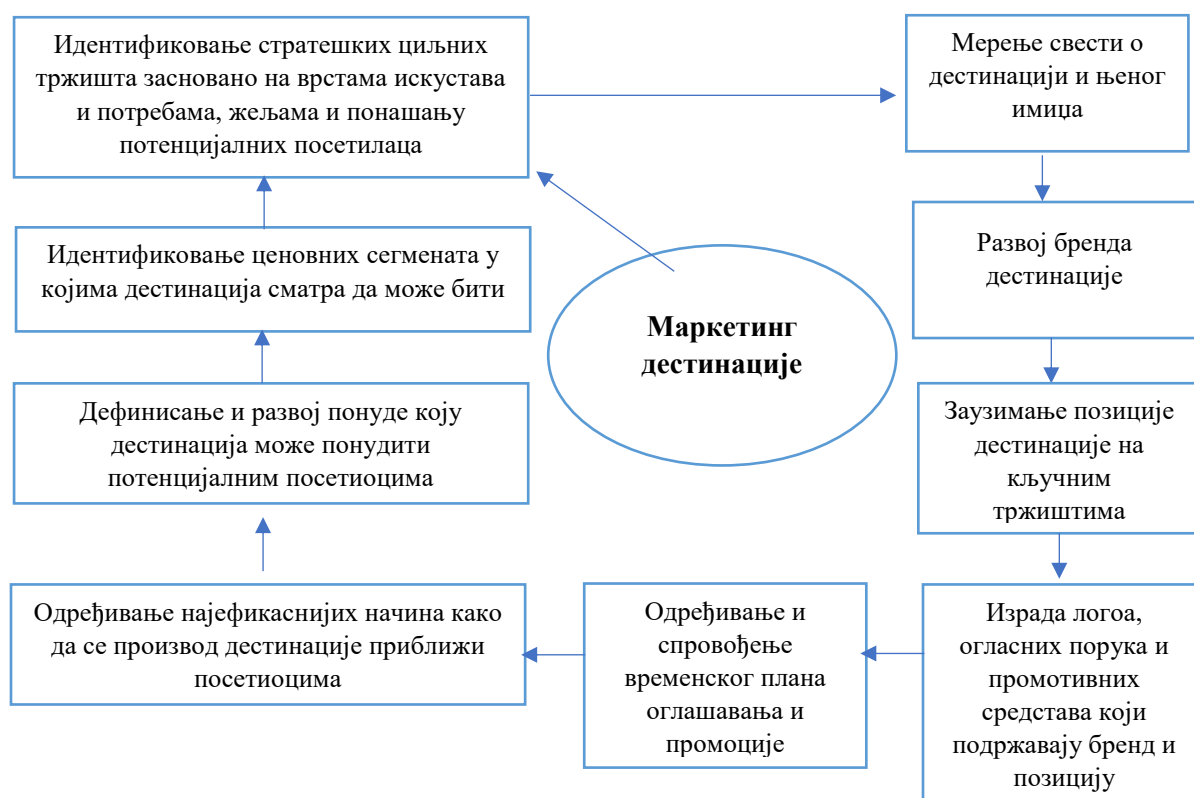 Идентификовање стратешких циљних
тржишта засновано на врстама искустава
и потребама, жељама и понашању
потенцијалних посетилаца
Мерење свести о
дестинацији и њеног
имиџа
Развој бренда
дестинације
Идентификовање ценовних сегмената у
којима дестинација сматра да може бити
Маркетинг
дестинације
Дефинисање и развој понуде коју
дестинација може понудити
потенцијалним посетиоцима
Заузимање позиције
дестинације на
кључним
тржиштима
Одређивање најефикаснијих начина како
да се производ дестинације приближи
посетиоцима
Одређивање и
спровођење
временског плана
оглашавања и
промоције
Израда логоа,
огласних порука и
промотивних
средстава који
подржавају бренд и
позицију